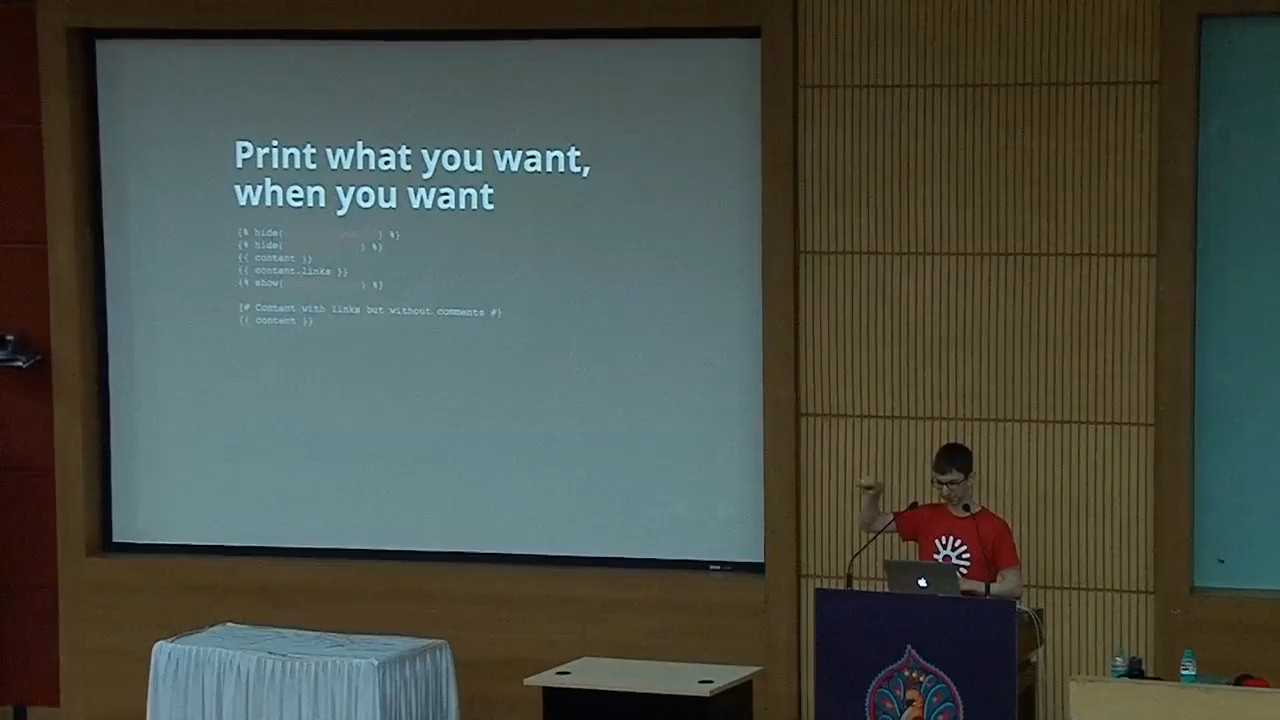 Print what you want,
when you want
{% hide( ) %}
{% hide( ) %}
{{ content }}
{{ content.links }}
{% show( ) %}
{# Content with links but without comments #}
{{ content }}